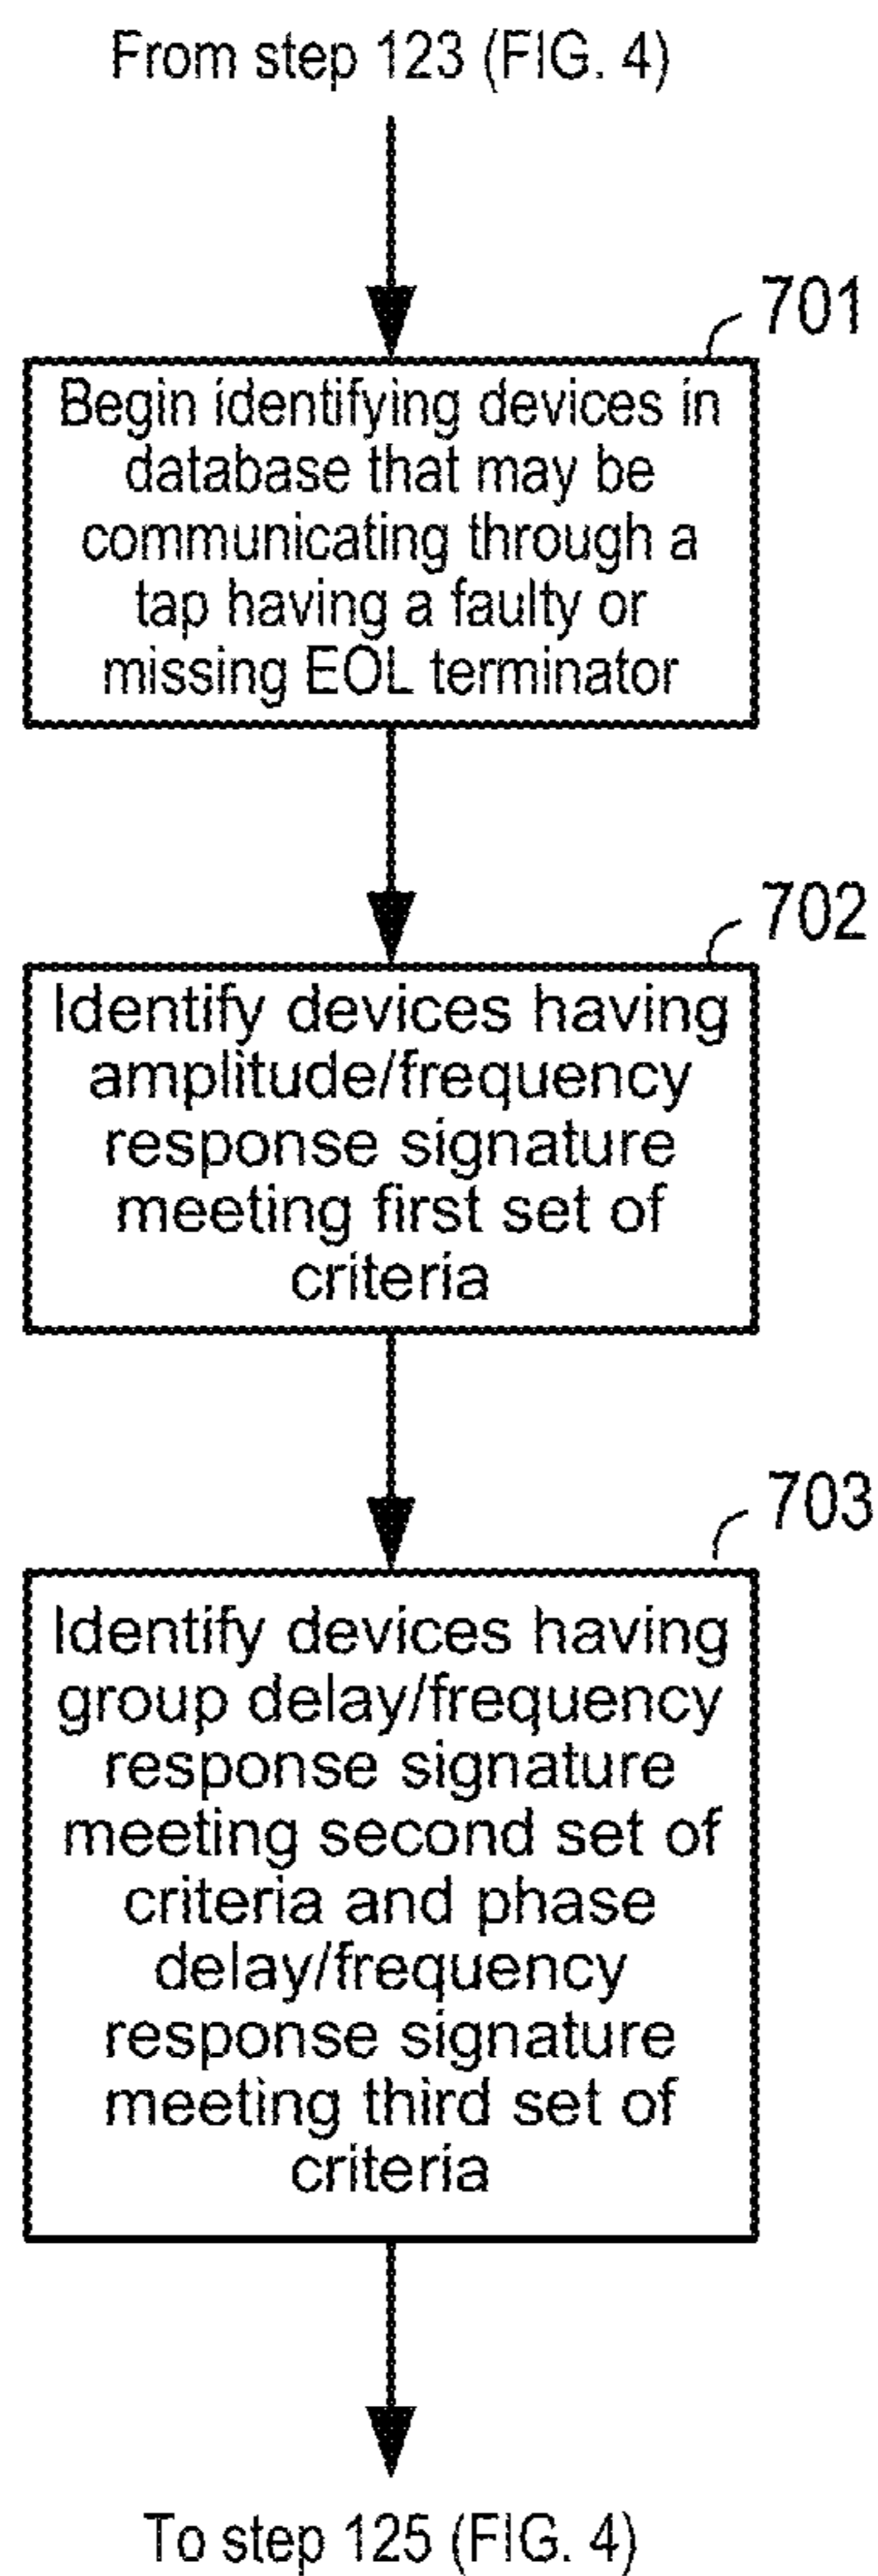 From step 123 (FIG. 4)
701
Begin identifying devices in
database that may be
communicating through a
tap having a faulty or
missing EOL terminator
702
Identify devices having
amplitude/frequency
response signature
meeting first set of
criteria
703
Identify devices having
group delay/frequency
response signature
meeting second set of
criteria and phase
delay/frequency
response signature
meeting third set of
criteria
To step 125 (FIG. 4)